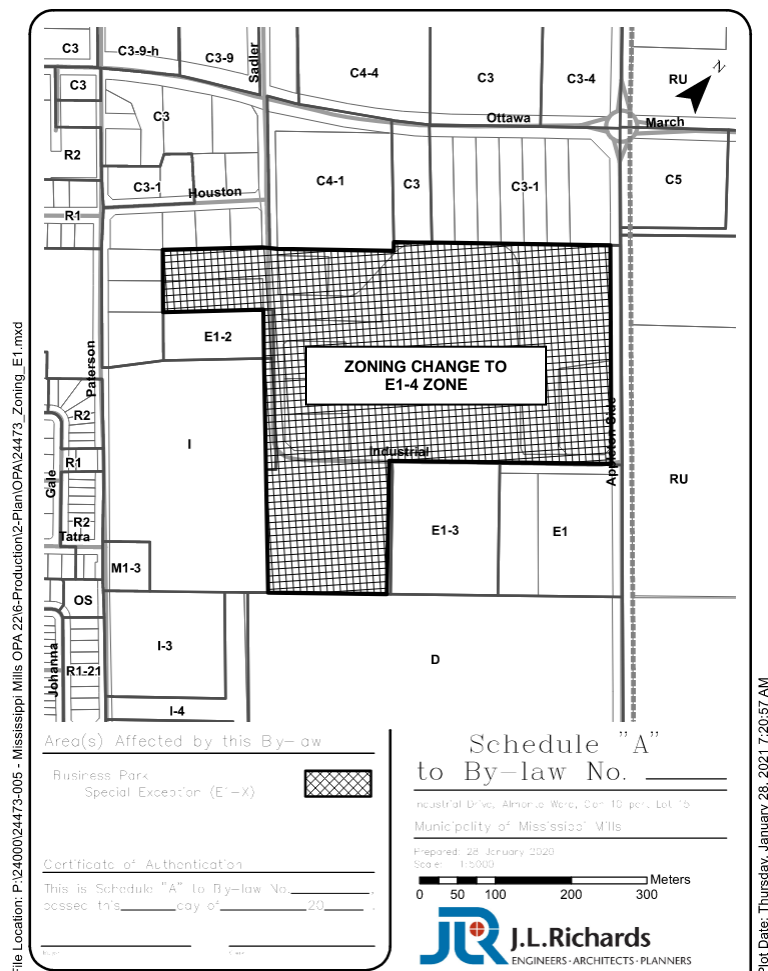 C3
C3-9-h
C3-9
Sadler
C4-4
C3
C3-4
RU
N
C3
C3
Ottawa
March
R2
C3-1
Houston
C4-1
C3
C3-1
C5
R1
E1-2
ZONING CHANGE TO
E1-4 ZONE
Paterson
R2
I
Industrial
Appleton Side
R1
Gale
RU
R2
Tatra
E1-3
E1
M1-3
OS
I-3
D
Johanna
R1-21
I-4
Area(s) Affected by this By-law
Business Park
Special Exception (E1-X)
Certificate of Authentication
This is Schedule "A" to By-law No.________,
passed this________day of________20____.
Schedule "A"
to By-law No. ______
Industrial Drive, Almonte Ward, Con 10 part Lot 15
Municipality of Mississippi Mills
Prepared: 28 January 2020
Scale: 1:5000
Meters
0 50 100 200 300
JLR J.L.Richards
ENGINEERS · ARCHITECTS · PLANNERS
File Location: P:\24000\24473-005 - Mississippi Mills OPA 22\6-Production\2-Plan\OPA\24473_Zoning_E1.mxd
Plot Date: Thursday, January 28, 2021 7:20:57 AM